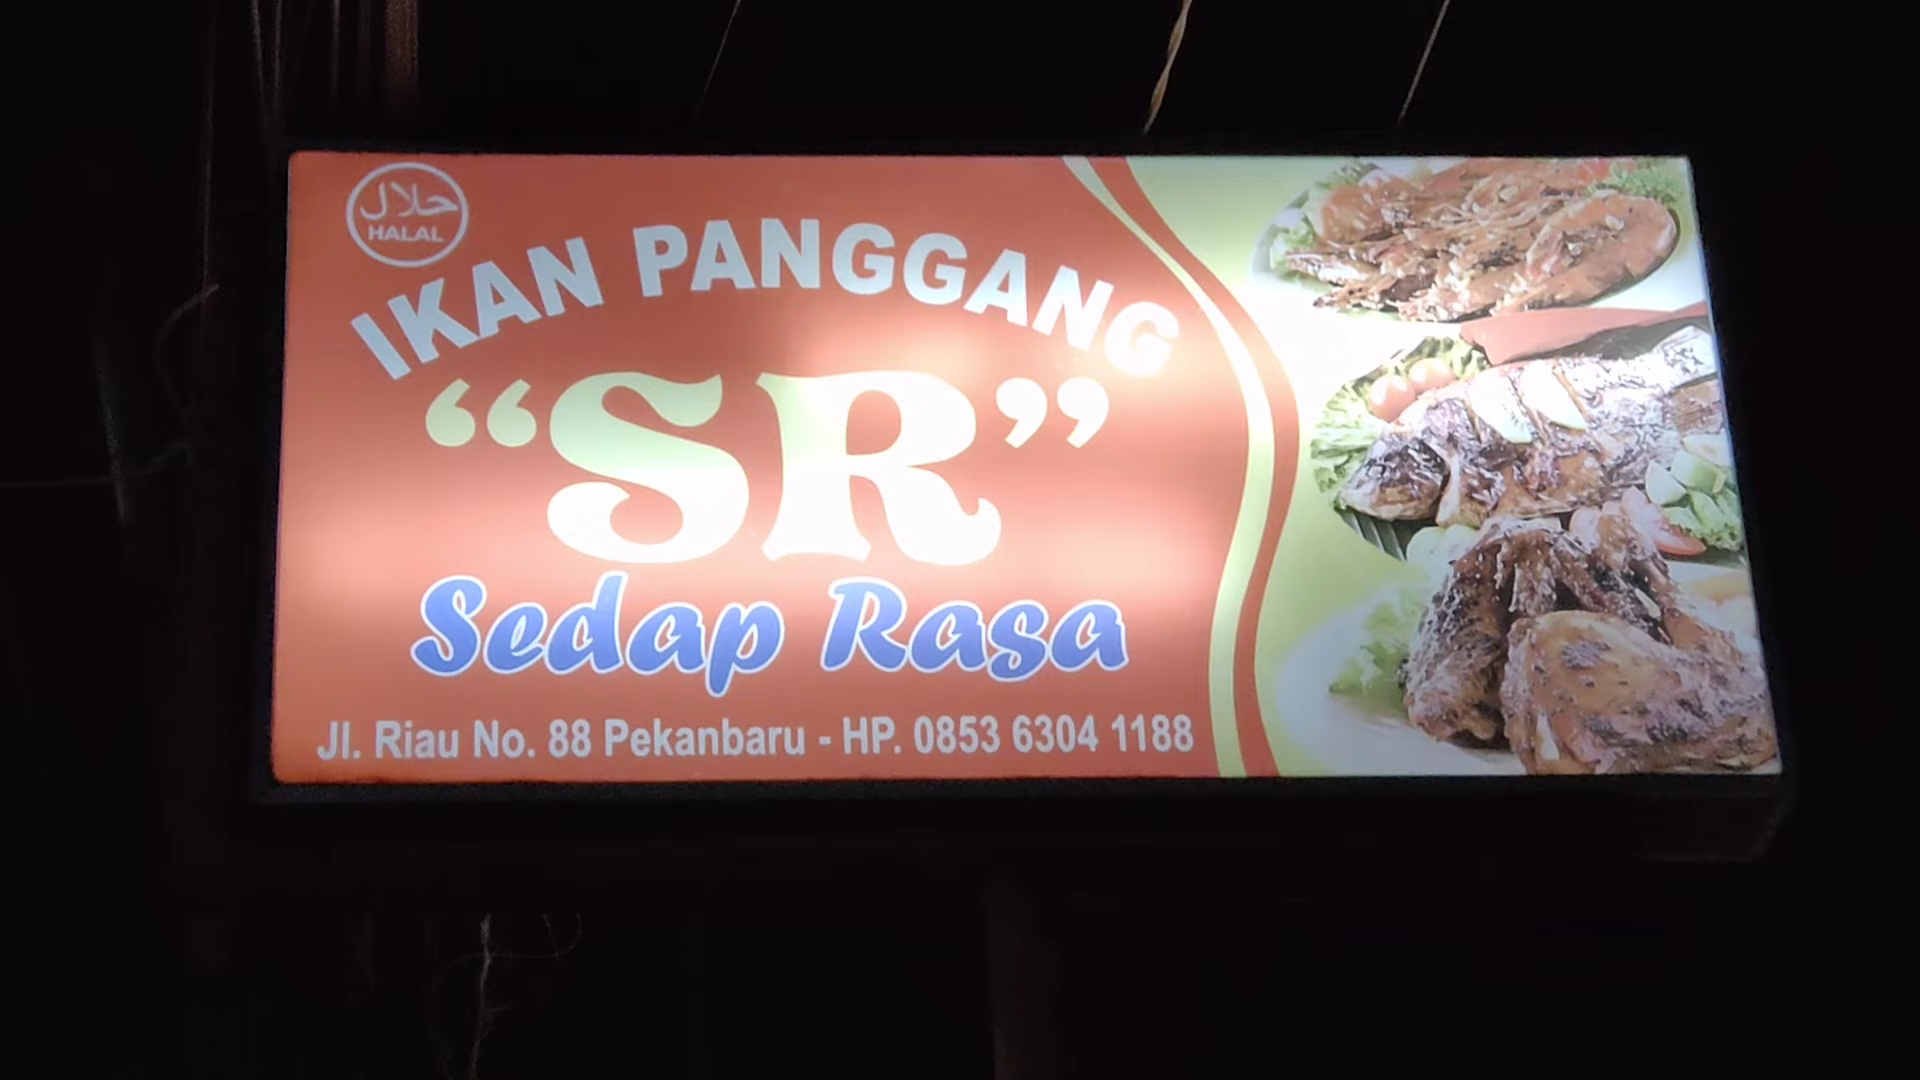 حلال
HALAL
IKAN PANGGANG
“SR”
Sedap Rasa
Jl. Riau No. 88 Pekanbaru - HP. 0853 6304 1188